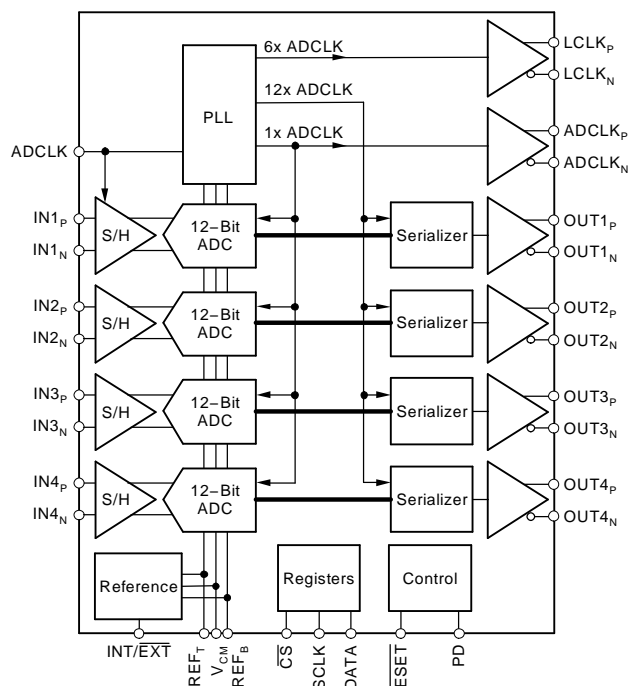 6x ADCLK
LCLKP
LCLKN
12x ADCLK
PLL
1x ADCLK
ADCLKP
ADCLKN
ADCLK
IN1P
IN1N
S/H
12−Bit
ADC
Serializer
OUT1P
OUT1N
IN2P
IN2N
S/H
12−Bit
ADC
Serializer
OUT2P
OUT2N
IN3P
IN3N
S/H
12−Bit
ADC
Serializer
OUT3P
OUT3N
IN4P
IN4N
S/H
12−Bit
ADC
Serializer
OUT4P
OUT4N
Reference
Registers
Control
INT/EXT
REFT
VCM
REFB
CS
SCLK
DATA
ESET
PD